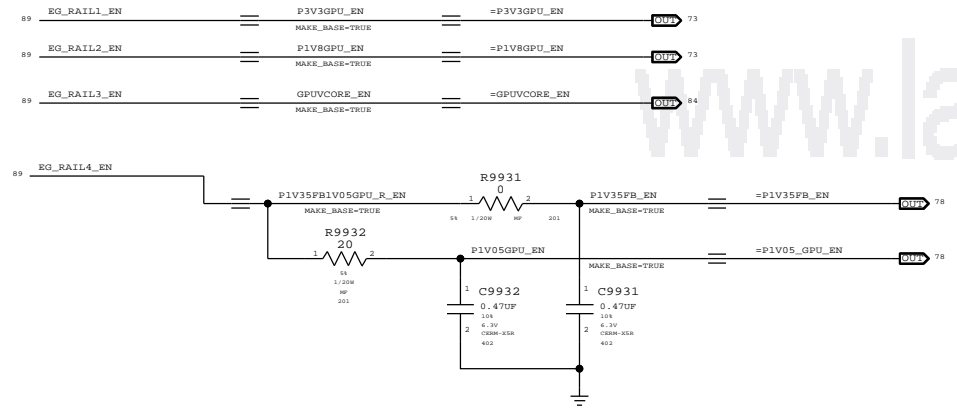 89 EG_RAIL1_EN P3V3GPU_EN =P3V3GPU_EN OUT 73
MAKE_BASE=TRUE
89 EG_RAIL2_EN P1V8GPU_EN =P1V8GPU_EN OUT 73
MAKE_BASE=TRUE
89 EG_RAIL3_EN GPUVCORE_EN =GPUVCORE_EN OUT 84
MAKE_BASE=TRUE
www.la
89 EG_RAIL4_EN
R9931
0
P1V35FB1V05GPU_R_EN 1 2 P1V35FB_EN =P1V35FB_EN OUT 78
MAKE_BASE=TRUE 5% 1/20W MF 201 MAKE_BASE=TRUE
R9932
20
1 2 P1V05GPU_EN =P1V05_GPU_EN OUT 78
MAKE_BASE=TRUE
5%
1/20W
MF
201
1 C9932 1 C9931
0.47UF 0.47UF
10% 10%
6.3V 6.3V
2 CERM-X5R 2 CERM-X5R
402 402